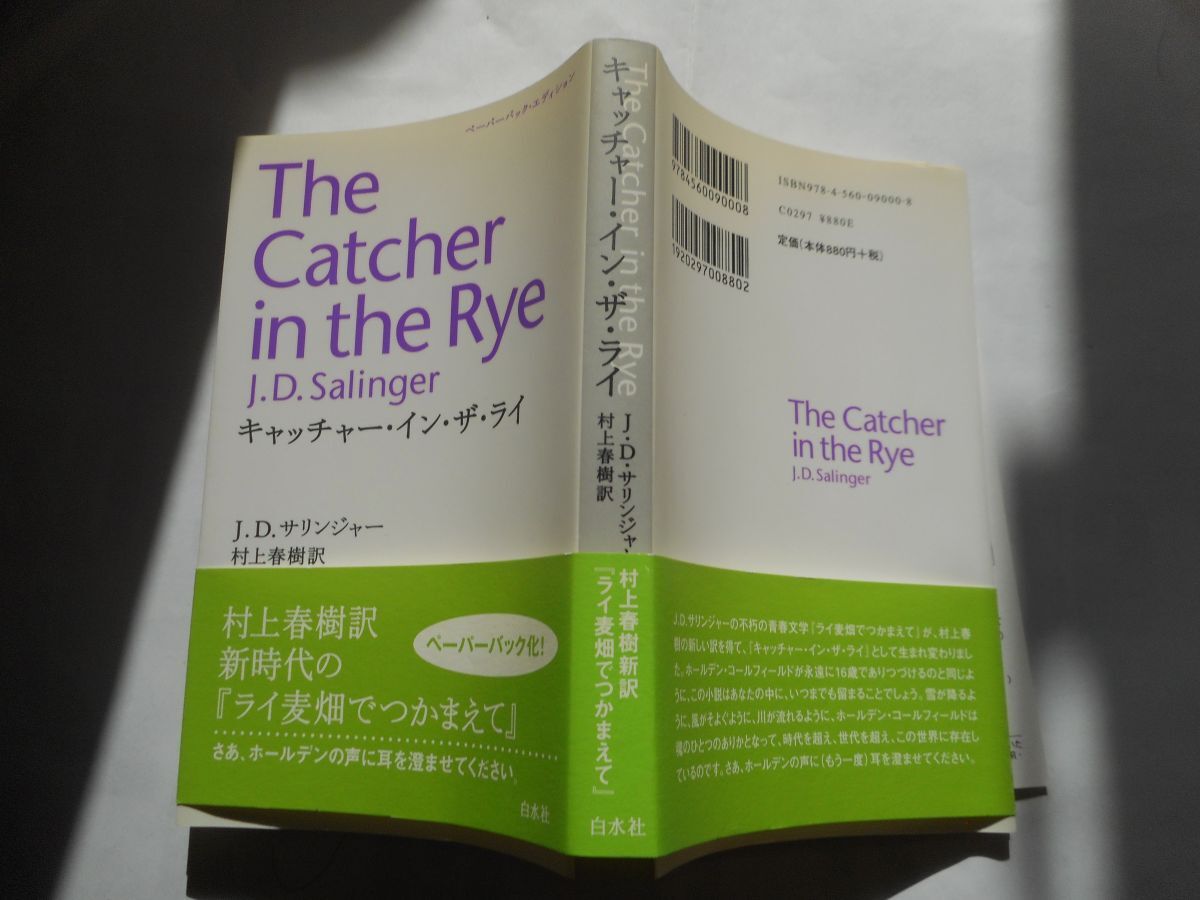 ペーパーバック・エディション
The
Catcher
in the Rye
J.D. Salinger
キャッチャー・イン・ザ・ライ
J.D.サリンジャー
村上春樹訳
村上春樹訳
新時代の
『ライ麦畑でつかまえて』
さあ、ホールデンの声に耳を澄ませてください。
ペーパーバック化!
白水社
The Catcher in the Rye
キャッチャー・イン・ザ・ライ
J・D・サリンジャー
村上春樹訳
村上春樹新訳
『ライ麦畑でつかまえて』
白水社
9784560090008
1920297008802
ISBN978-4-560-09000-8
C0297 ¥880E
定価(本体880円+税)
The Catcher
in the Rye
J.D. Salinger
J.D.サリンジャーの不朽の青春文学『ライ麦畑でつかまえて』が、村上春
樹の新しい訳を得て、『キャッチャー・イン・ザ・ライ』として生まれ変わりまし
た。ホールデン・コールフィールドが永遠に16歳でありつづけるのと同じよ
うに、この小説はあなたの中に、いつまでも留まることでしょう。雪が降るよ
うに、風がそよぐように、川が流れるように、ホールデン・コールフィールドは
魂のひとつのありかとなって、時代を超え、世代を超え、この世界に存在し
ているのです。さあ、ホールデンの声に(もう一度)耳を澄ませてください。